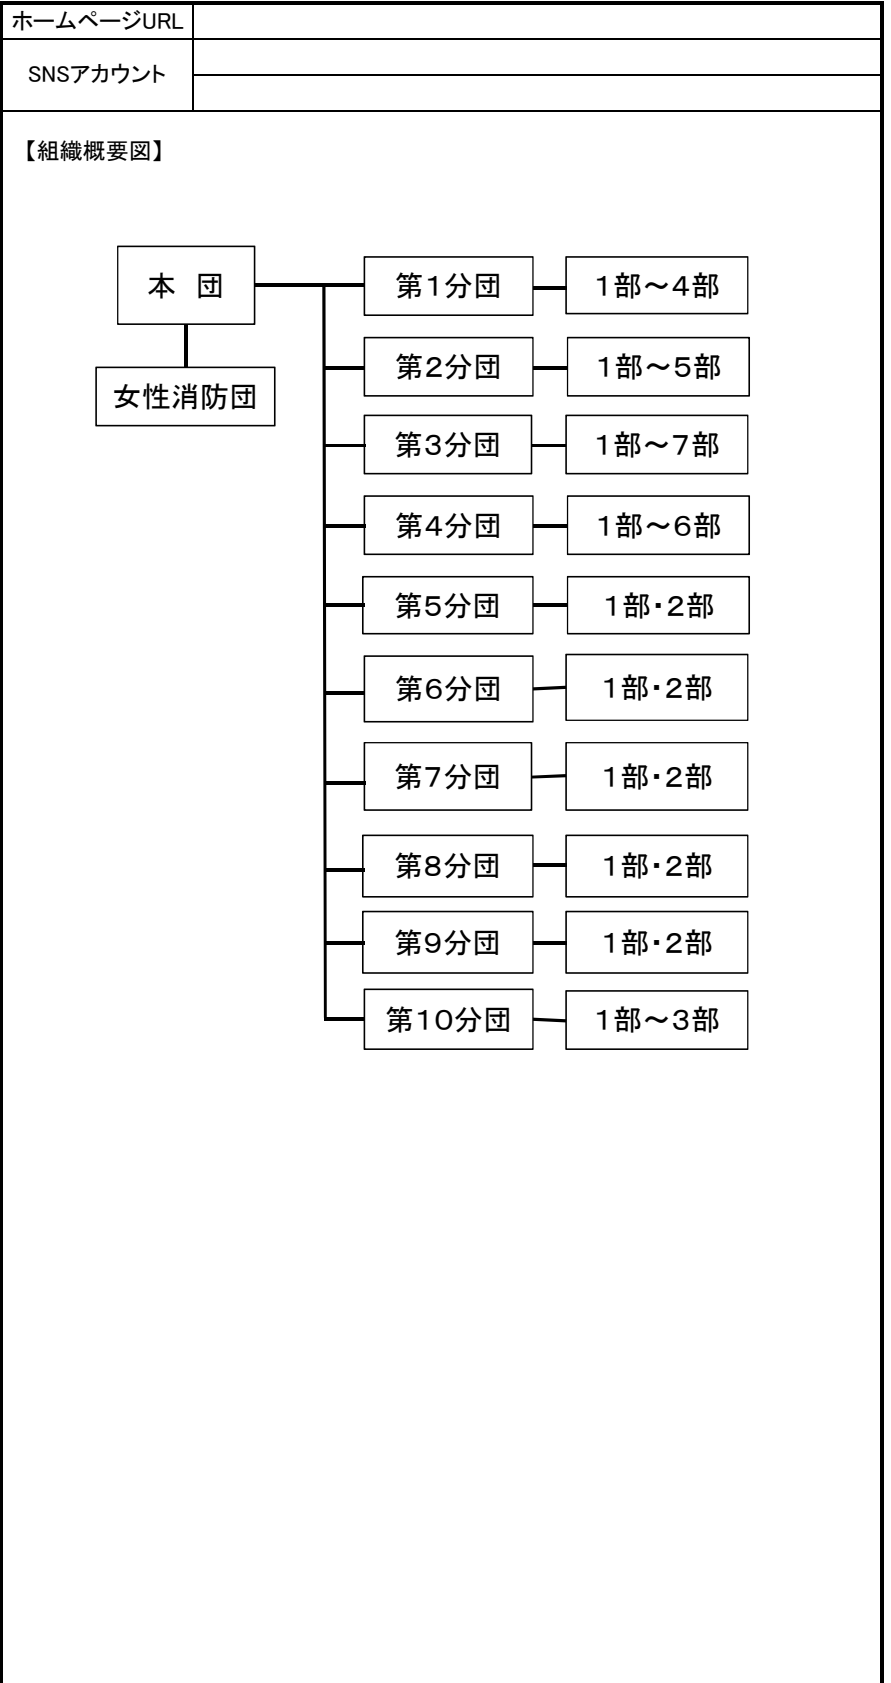 ホームページURL
SNSアカウント
【組織概要図】
本　団
第１分団
１部～４部
女性消防団
第２分団
１部～５部
第３分団
１部～７部
第４分団
１部～６部
第５分団
１部・２部
第６分団
１部・２部
第７分団
１部・２部
第８分団
１部・２部
第９分団
１部・２部
第１０分団
１部～３部